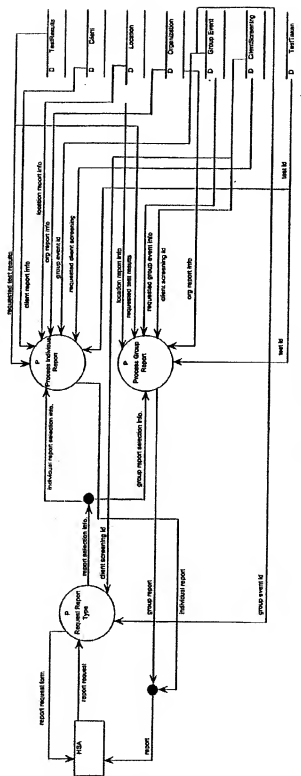 D TestResults
D Client
D Location
D Organization
D Group Event
D ClientScreening
D TestTaken
requested test results
client report info
location report info
org report info
group event id
requested client screening
test id
P
Process Individual
Report
location report info
requested test results
requested group event info
client screening id
org report info
test id
P
Process Group
Report
individual report selection info.
group report selection info.
report selection info.
client screening id
group report
individual report
group event id
P
Request Report
Type
report request form
report request
HSA
report